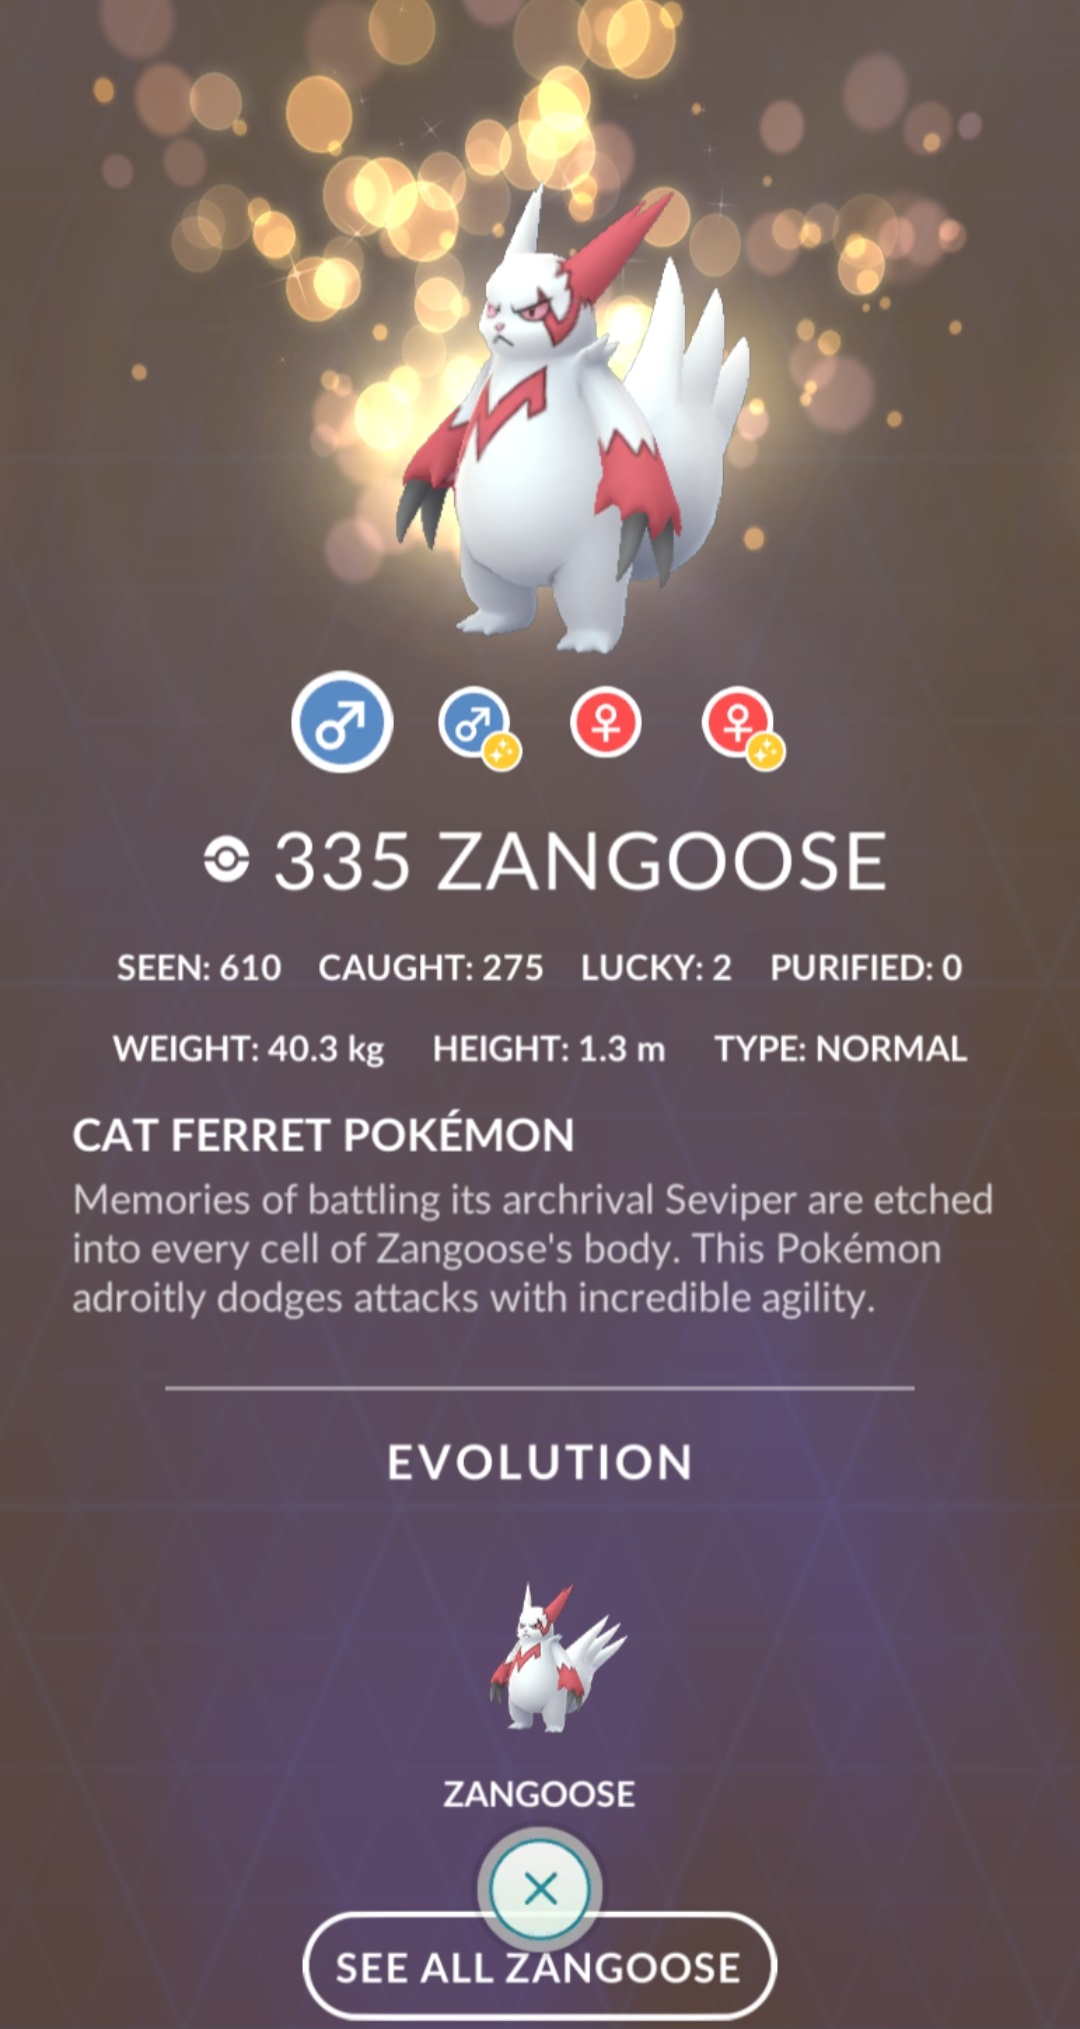 335 ZANGOOSE
SEEN: 610 CAUGHT: 275 LUCKY: 2 PURIFIED: 0
WEIGHT: 40.3 kg HEIGHT: 1.3 m TYPE: NORMAL
CAT FERRET POKÉMON
Memories of battling its archrival Seviper are etched
into every cell of Zangoose's body. This Pokémon
adroitly dodges attacks with incredible agility.
EVOLUTION
ZANGOOSE
SEE ALL ZANGOOSE